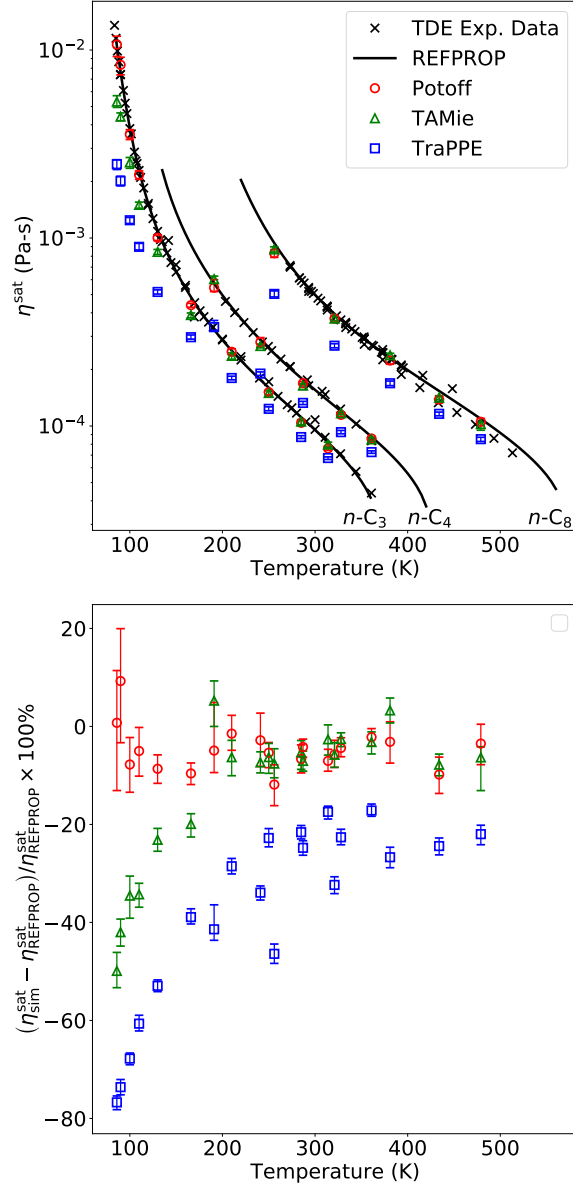 10⁻²
10⁻³
10⁻⁴
η^sat (Pa-s)
TDE Exp. Data
REFPROP
Potoff
TAMie
TraPPE
n-C₃
n-C₄
n-C₈
100
200
300
400
500
Temperature (K)
20
0
−20
−40
−60
−80
(η^sat_sim − η^sat_REFPROP)/η^sat_REFPROP × 100%
100
200
300
400
500
Temperature (K)